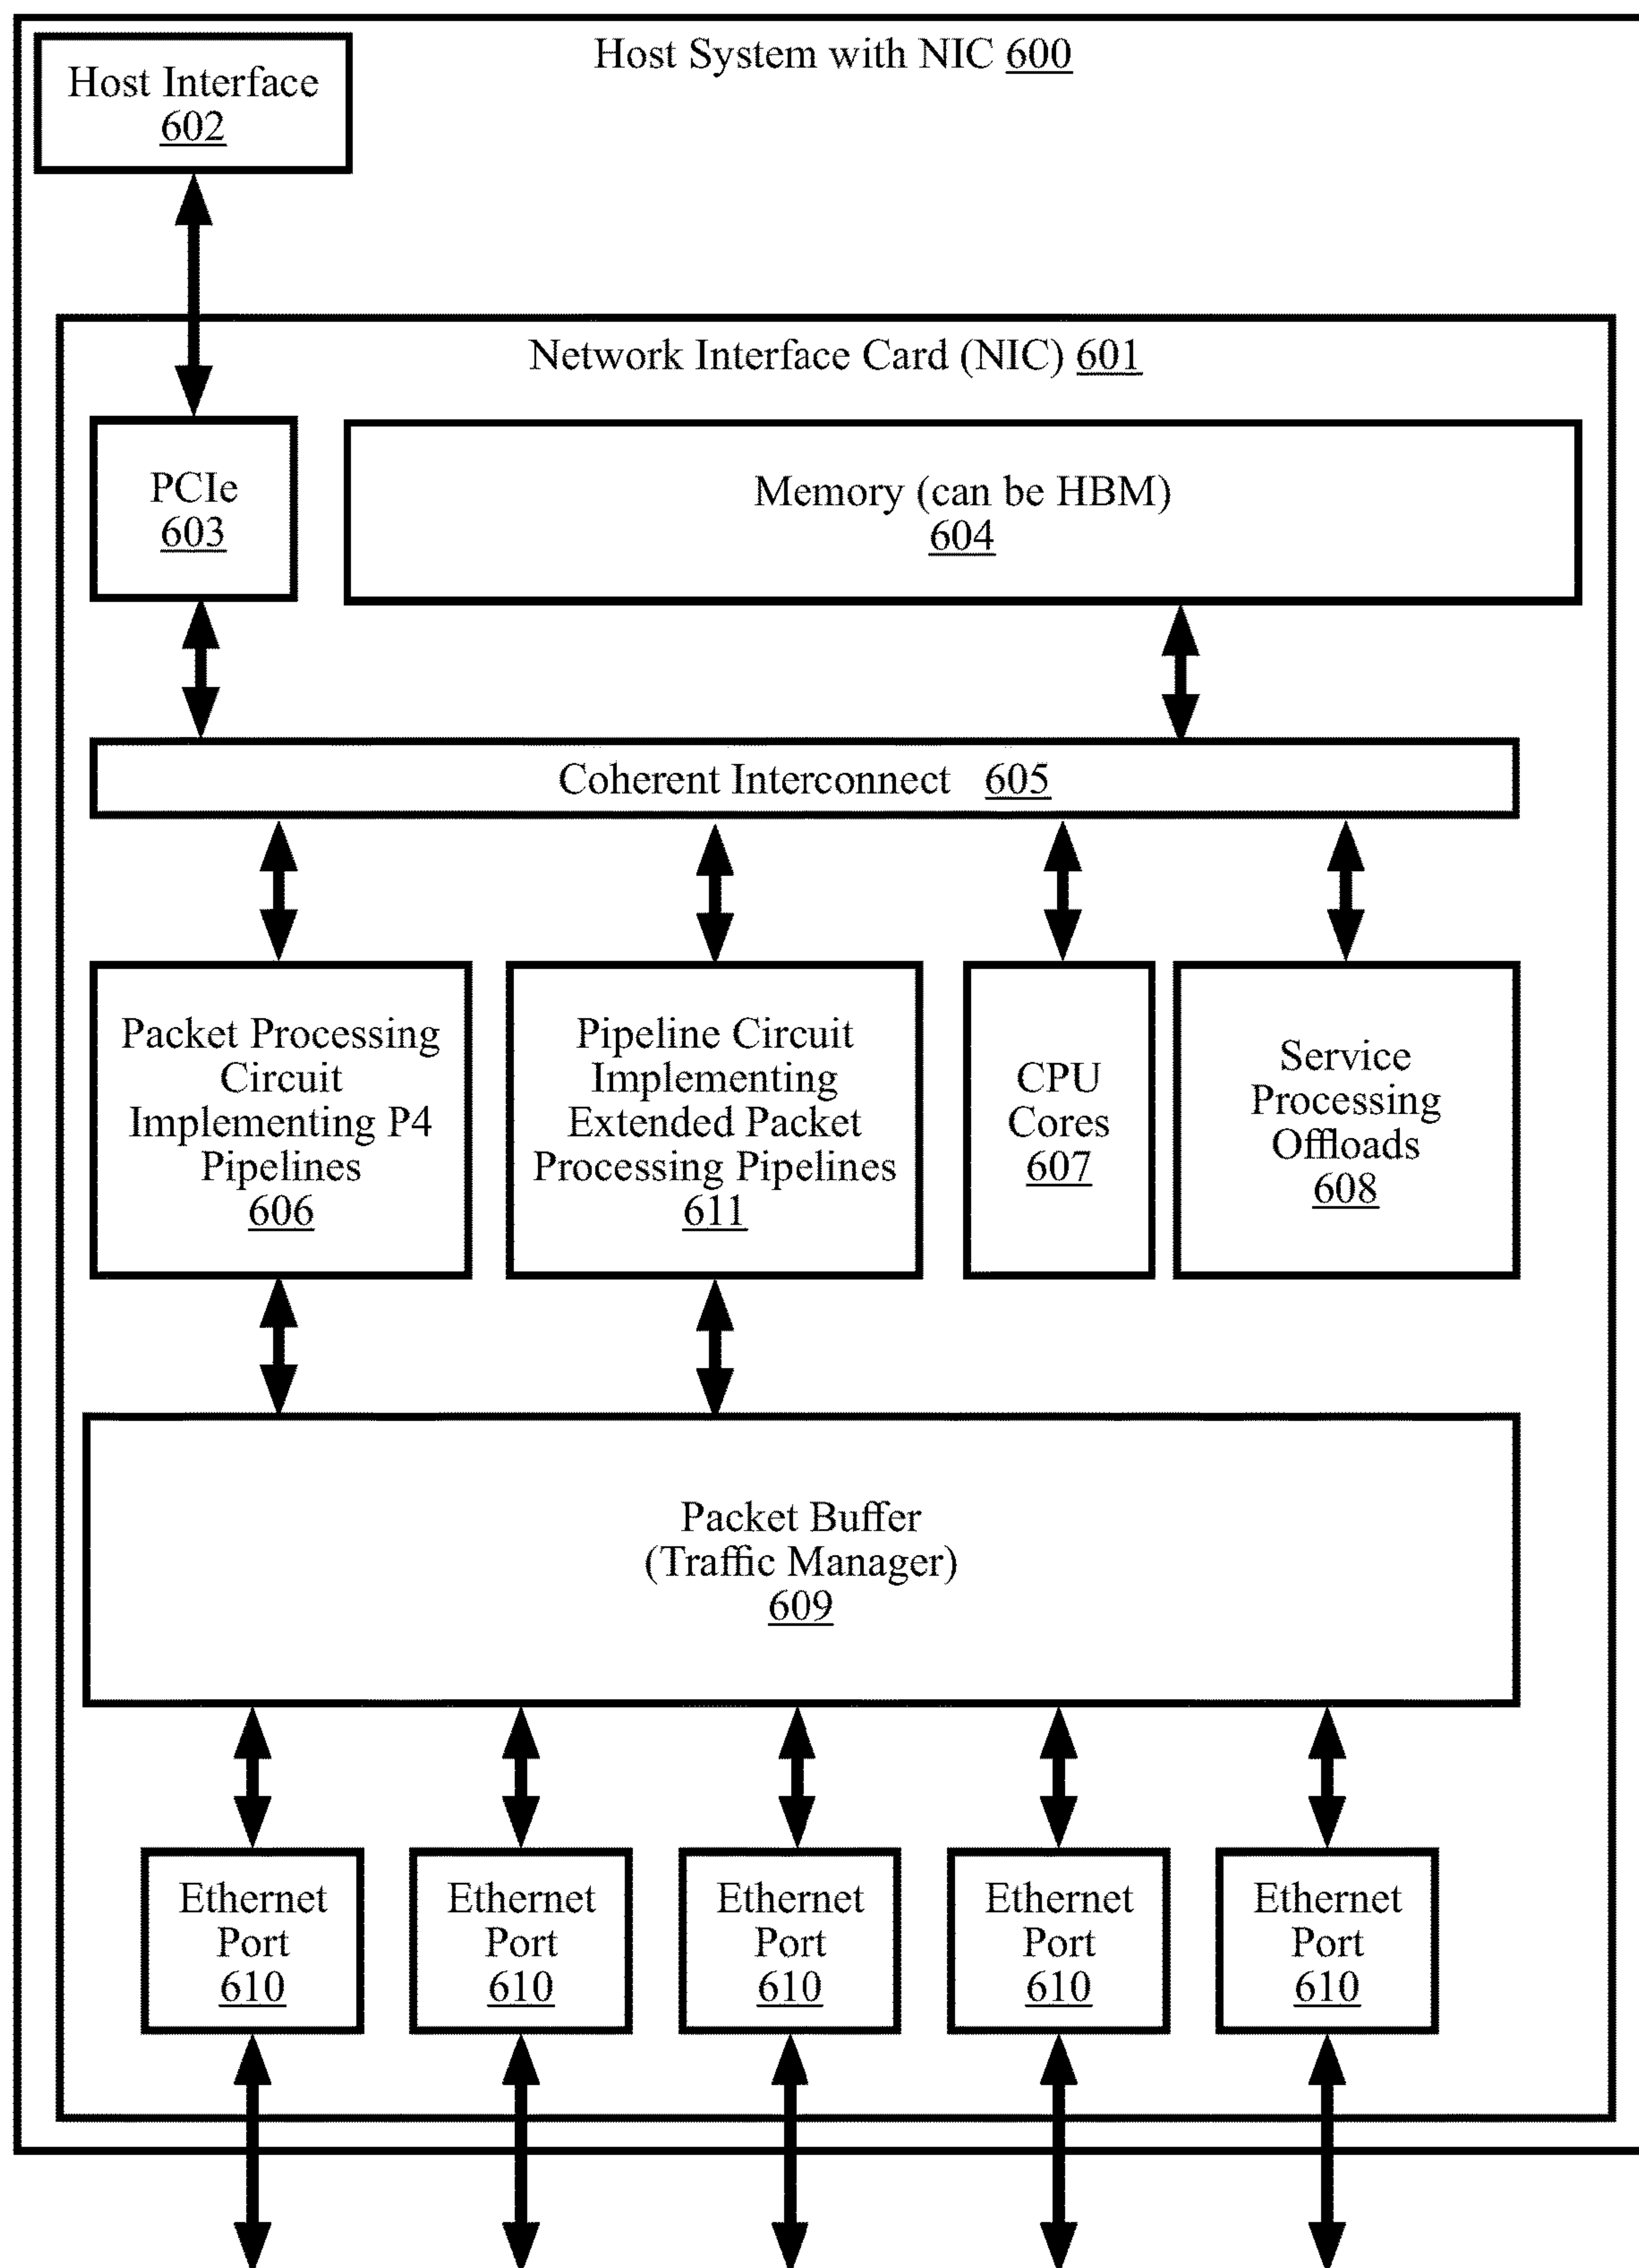 Host System with NIC 600
Host Interface
602
Network Interface Card (NIC) 601
PCIe
603
Memory (can be HBM)
604
Coherent Interconnect 605
Packet Processing
Circuit
Implementing P4
Pipelines
606
Pipeline Circuit
Implementing
Extended Packet
Processing Pipelines
611
CPU
Cores
607
Service
Processing
Offloads
608
Packet Buffer
(Traffic Manager)
609
Ethernet
Port
610
Ethernet
Port
610
Ethernet
Port
610
Ethernet
Port
610
Ethernet
Port
610